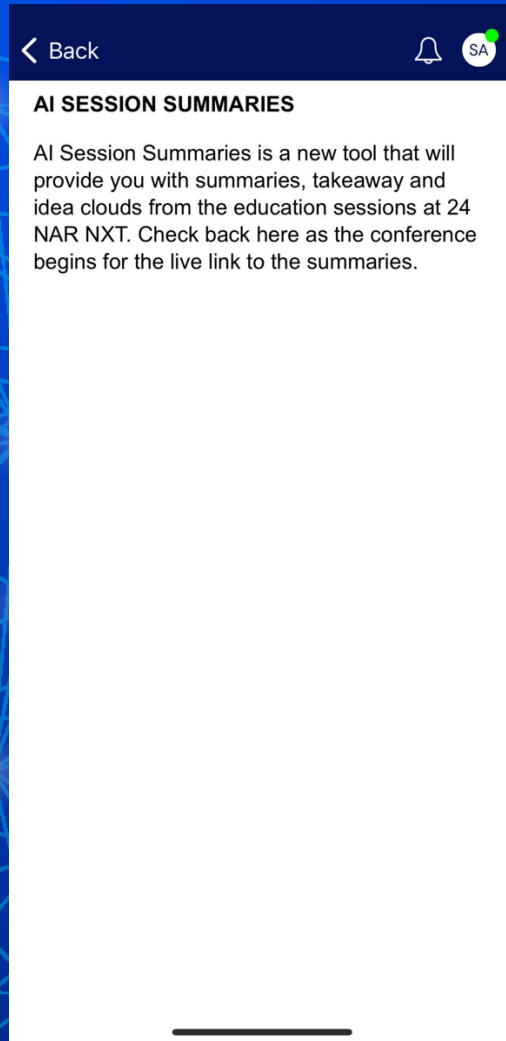 Back
SA
AI SESSION SUMMARIES
AI Session Summaries is a new tool that will
provide you with summaries, takeaway and
idea clouds from the education sessions at 24
NAR NXT. Check back here as the conference
begins for the live link to the summaries.